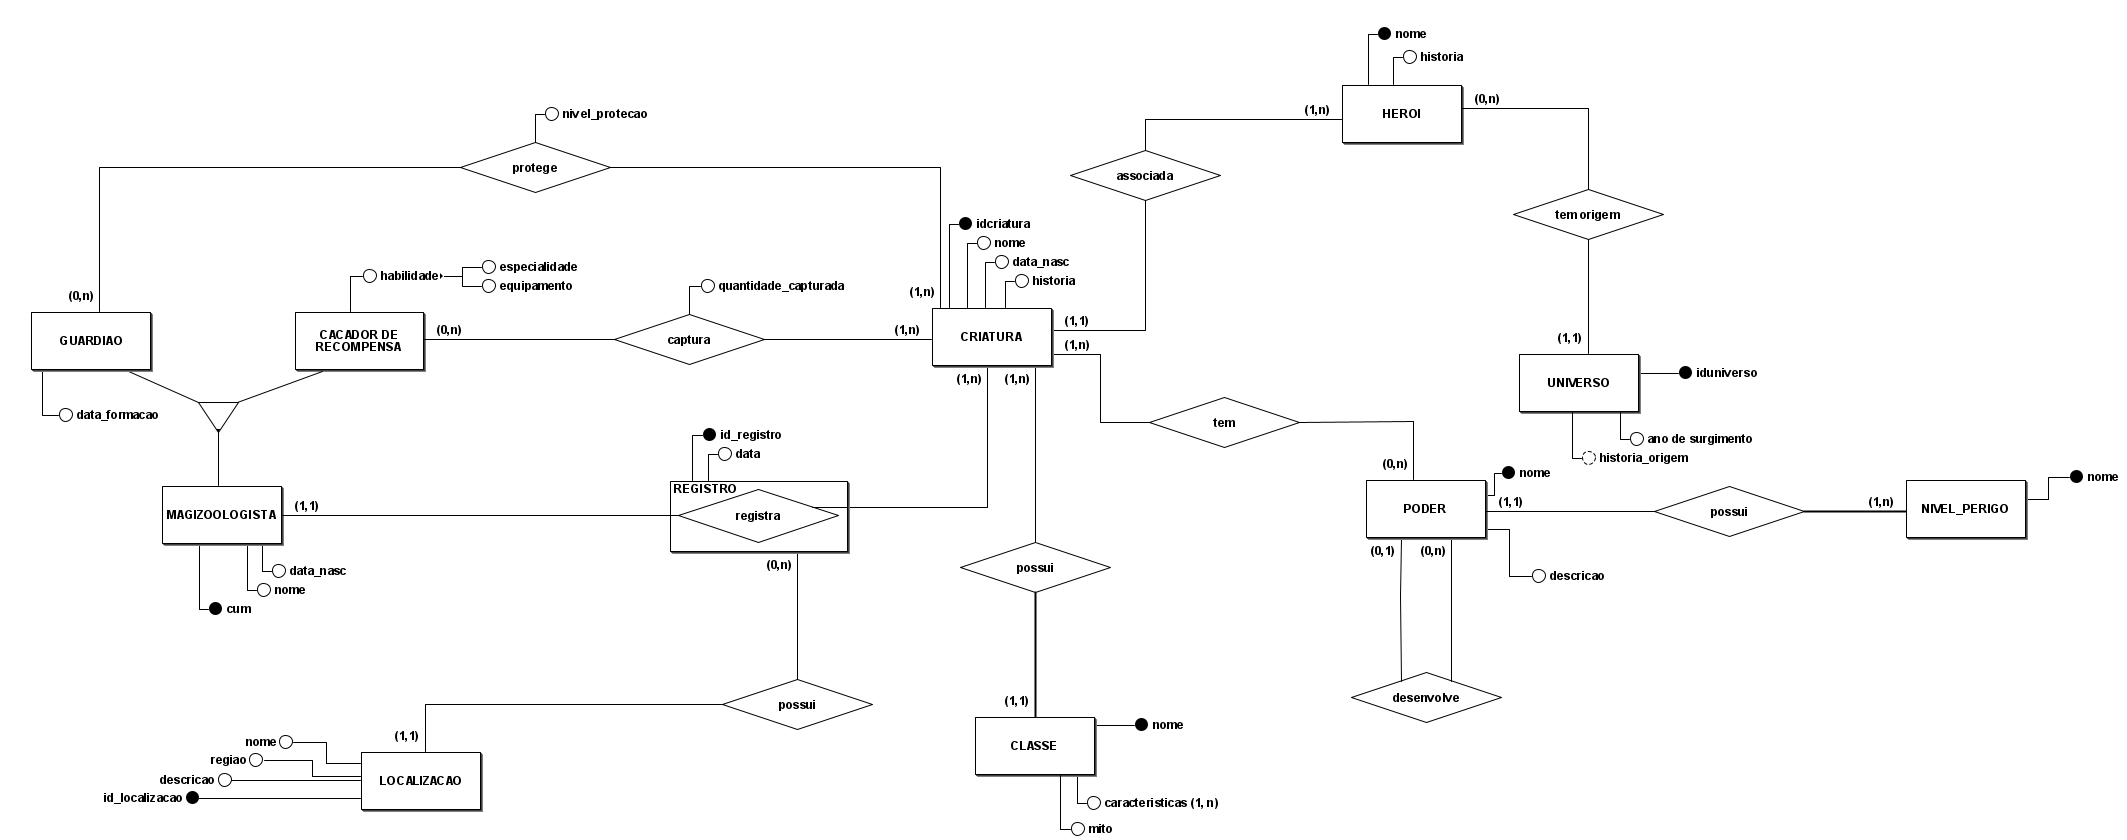 nome
historia
(0,n)
(1,n)
HEROI
nivel_protecao
protege
associada
tem origem
idcriatura
nome
data_nasc
historia
habilidade
especialidade
equipamento
quantidade_capturada
(0,n)
(1,n)
GUARDIAO
CACADOR DE
RECOMPENSA
(0,n)
captura
(1,n)
CRIATURA
(1,1)
(1,n)
(1,1)
UNIVERSO
iduniverso
(1,n)
(1,n)
data_formacao
tem
ano de surgimento
historia_origem
id_registro
data
(0,n)
nome
nome
REGISTRO
registra
MAGIZOOLOGISTA
(1,1)
PODER
(1,1)
possui
(1,n)
NIVEL_PERIGO
(0,1)
(0,n)
data_nasc
nome
cum
(0,n)
possui
descricao
possui
(1,1)
desenvolve
(1,1)
nome
regiao
descricao
id_localizacao
LOCALIZACAO
nome
CLASSE
caracteristicas (1, n)
mito